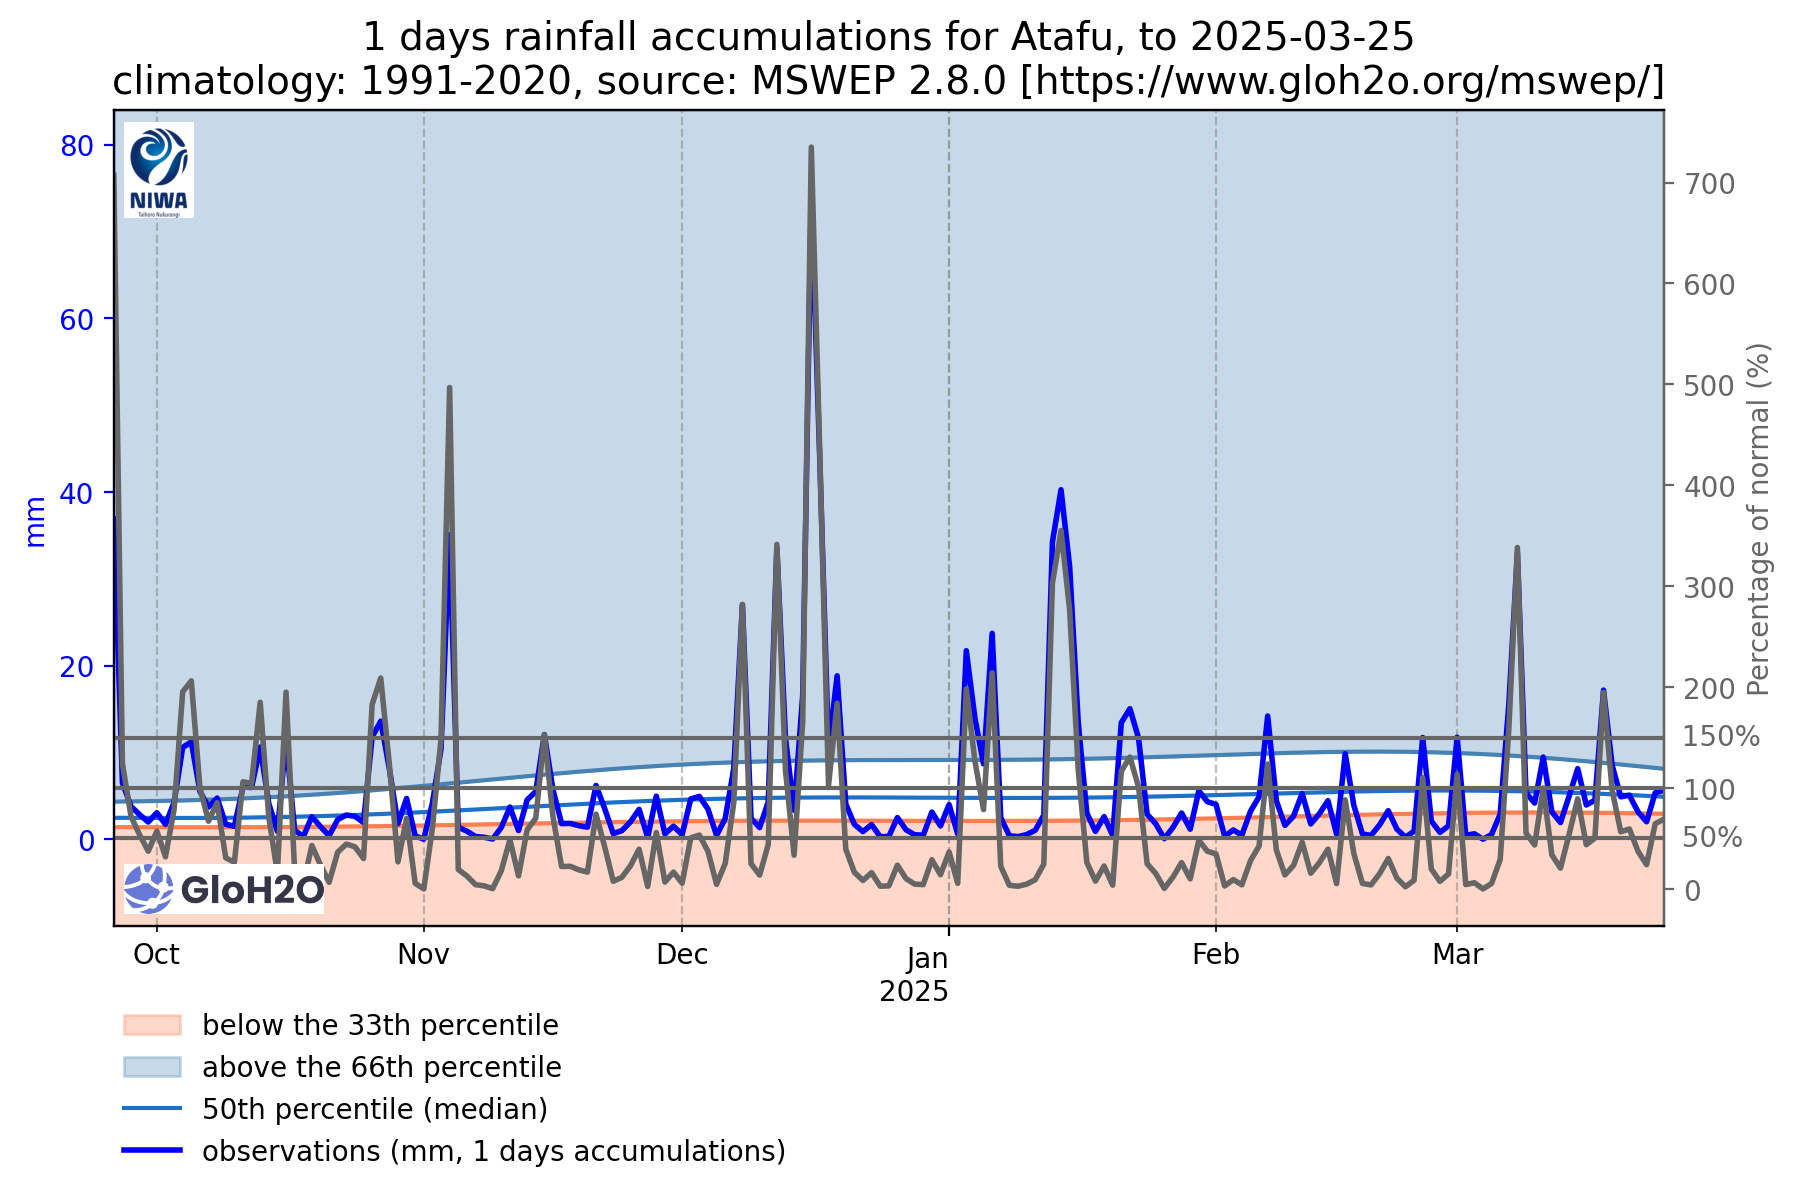 1 days rainfall accumulations for Atafu, to 2025-03-25
climatology: 1991-2020, source: MSWEP 2.8.0 [https://www.gloh2o.org/mswep/]
80
60
40
20
0
mm
NIWA
Taihoro Nukurangi
GloH2O
700
600
500
400
300
200
150%
100
50%
0
Percentage of normal (%)
Oct
Nov
Dec
Jan
2025
Feb
Mar
below the 33th percentile
above the 66th percentile
50th percentile (median)
observations (mm, 1 days accumulations)